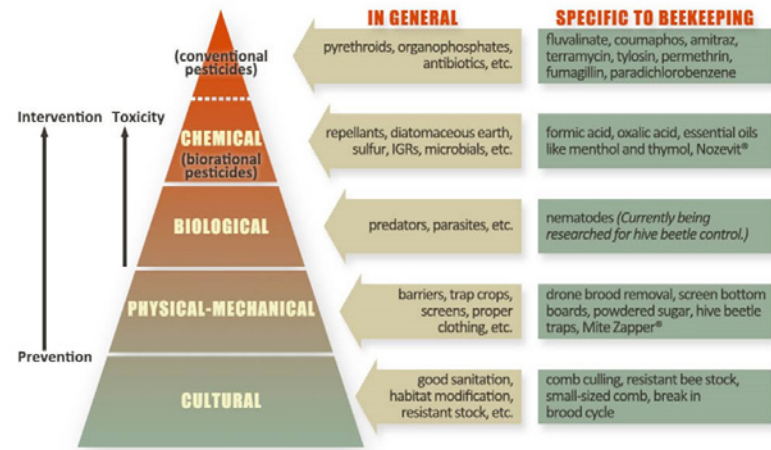 IN GENERAL
SPECIFIC TO BEEKEEPING
(conventional
pesticides)
pyrethroids, organophosphates,
antibiotics, etc.
fluvalinate, coumaphos, amitraz,
terramycin, tylosin, permethrin,
fumagillin, paradichlorobenzene
Intervention
Toxicity
CHEMICAL
(biorational
pesticides)
repellants, diatomaceous earth,
sulfur, IGRs, microbials, etc.
formic acid, oxalic acid, essential oils
like menthol and thymol, Nozevit®
BIOLOGICAL
predators, parasites, etc.
nematodes (Currently being
researched for hive beetle control.)
PHYSICAL-MECHANICAL
barriers, trap crops,
screens, proper
clothing, etc.
drone brood removal, screen bottom
boards, powdered sugar, hive beetle
traps, Mite Zapper®
Prevention
CULTURAL
good sanitation,
habitat modification,
resistant stock, etc.
comb culling, resistant bee stock,
small-sized comb, break in
brood cycle